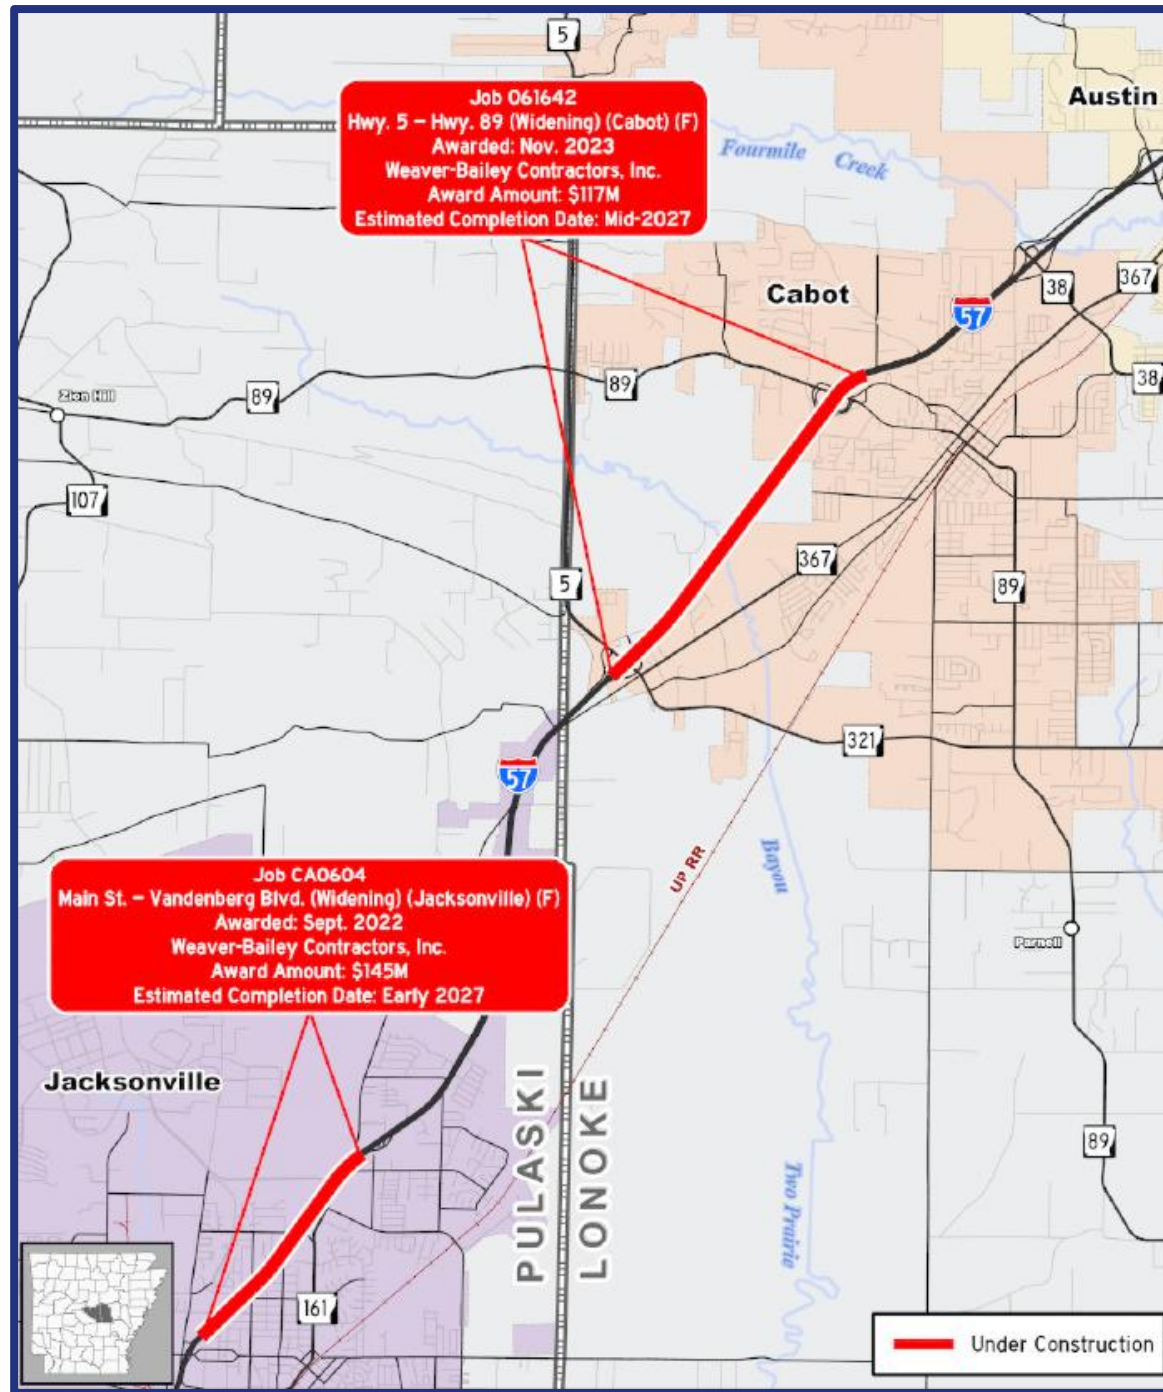 5
Austin
Job 061642
Hwy. 5 – Hwy. 89 (Widening) (Cabot) (F)
Awarded: Nov. 2023
Weaver-Bailey Contractors, Inc.
Award Amount: $117M
Estimated Completion Date: Mid-2027
Fourmile Creek
38
367
Cabot
57
89
89
38
Zion Hill
107
367
5
89
321
57
Bayou
UP RR
Job CA0604
Main St. – Vandenberg Blvd. (Widening) (Jacksonville) (F)
Awarded: Sept. 2022
Weaver-Bailey Contractors, Inc.
Award Amount: $145M
Estimated Completion Date: Early 2027
Parnell
Jacksonville
PULASKI
LONOKE
89
Two Prairie
161
Under Construction